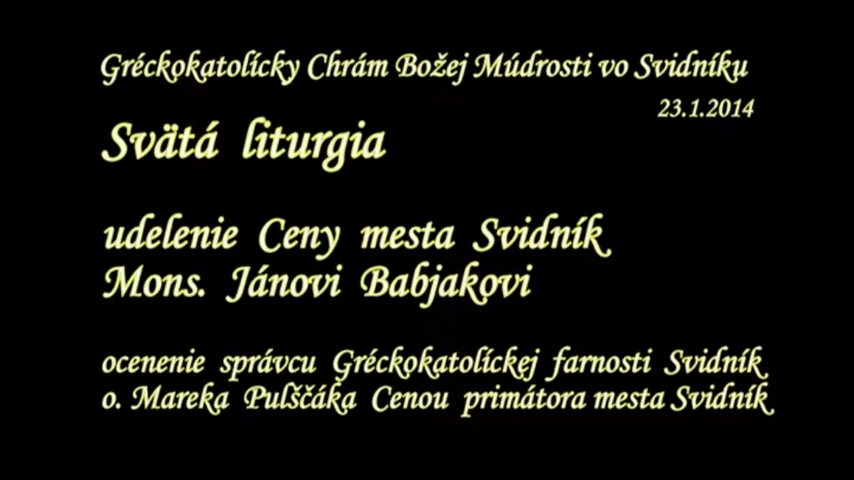 Gréckokatolícky Chrám Božej Múdrosti vo Svidníku
23.1.2014
Svätá liturgia
udelenie Ceny mesta Svidník
Mons. Jánovi Babjakovi
ocenenie správcu Gréckokatolíckej farnosti Svidník
o. Mareka Pulščáka Cenou primátora mesta Svidník